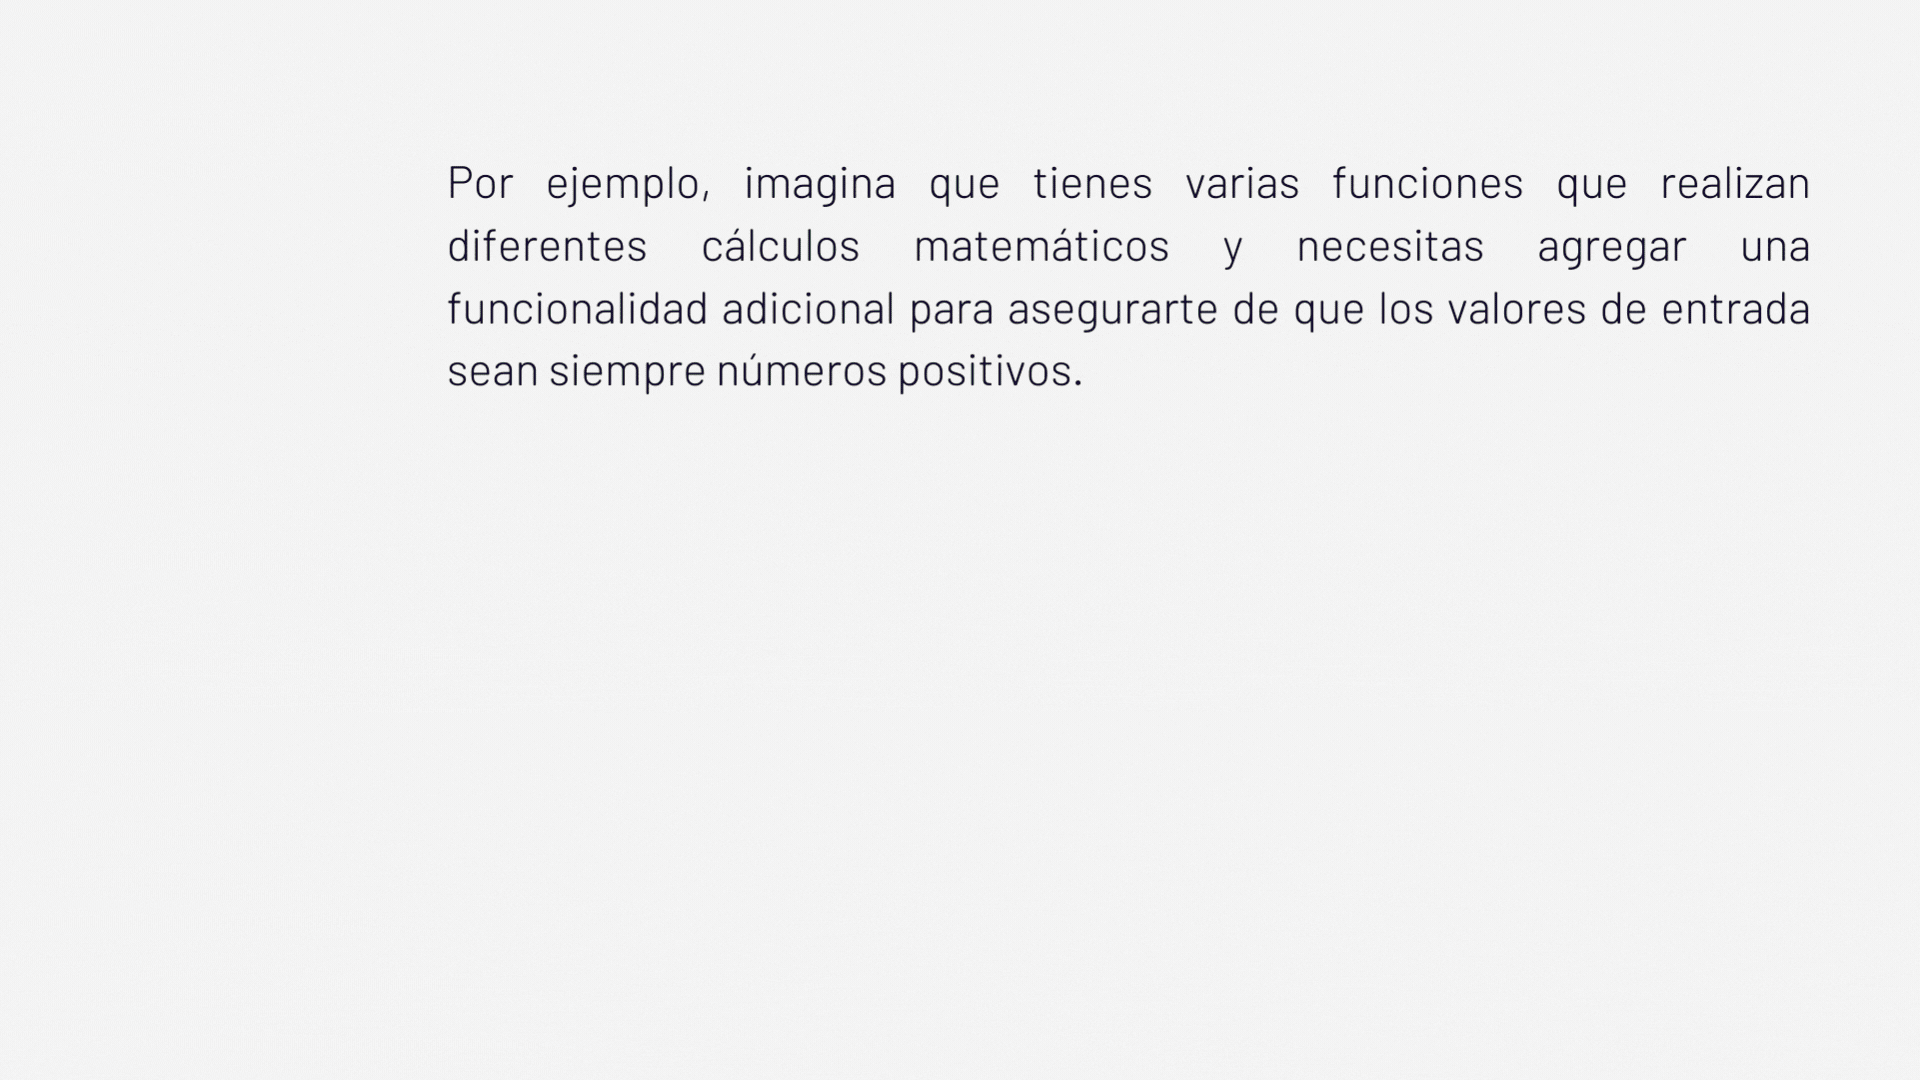 Por ejemplo, imagina que tienes varias funciones que realizan
diferentes cálculos matemáticos y necesitas agregar una
funcionalidad adicional para asegurarte de que los valores de entrada
sean siempre números positivos.